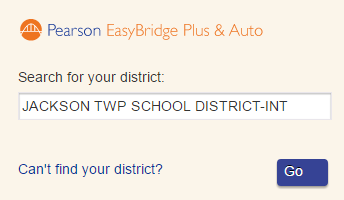 Pearson EasyBridge Plus & Auto
Search for your district:
JACKSON TWP SCHOOL DISTRICT-INT
Can't find your district? Go